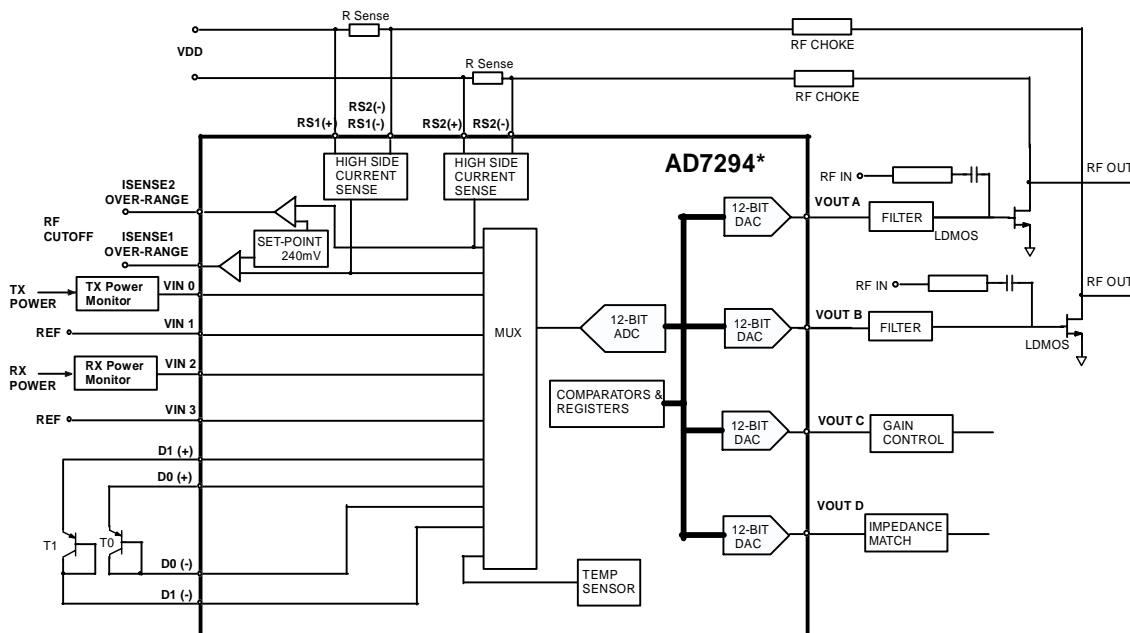 R Sense
VDD
RF CHOKE
R Sense
RF CHOKE
RS1(+)
RS2(-)
RS1(-)
RS2(+)
RS2(-)
AD7294*
HIGH SIDE
CURRENT
SENSE
HIGH SIDE
CURRENT
SENSE
ISENSE2
OVER-RANGE
RF
CUTOFF
ISENSE1
OVER-RANGE
SET-POINT
240mV
TX
POWER
TX Power
Monitor
VIN 0
REF
VIN 1
RX
POWER
RX Power
Monitor
VIN 2
REF
VIN 3
D1 (+)
D0 (+)
T1
T0
D0 (-)
D1 (-)
MUX
12-BIT
ADC
COMPARATORS &
REGISTERS
TEMP
SENSOR
12-BIT
DAC
VOUT A
FILTER
RF IN
LDMOS
RF OUT
12-BIT
DAC
VOUT B
FILTER
RF IN
LDMOS
RF OUT
12-BIT
DAC
VOUT C
GAIN
CONTROL
12-BIT
DAC
VOUT D
IMPEDANCE
MATCH